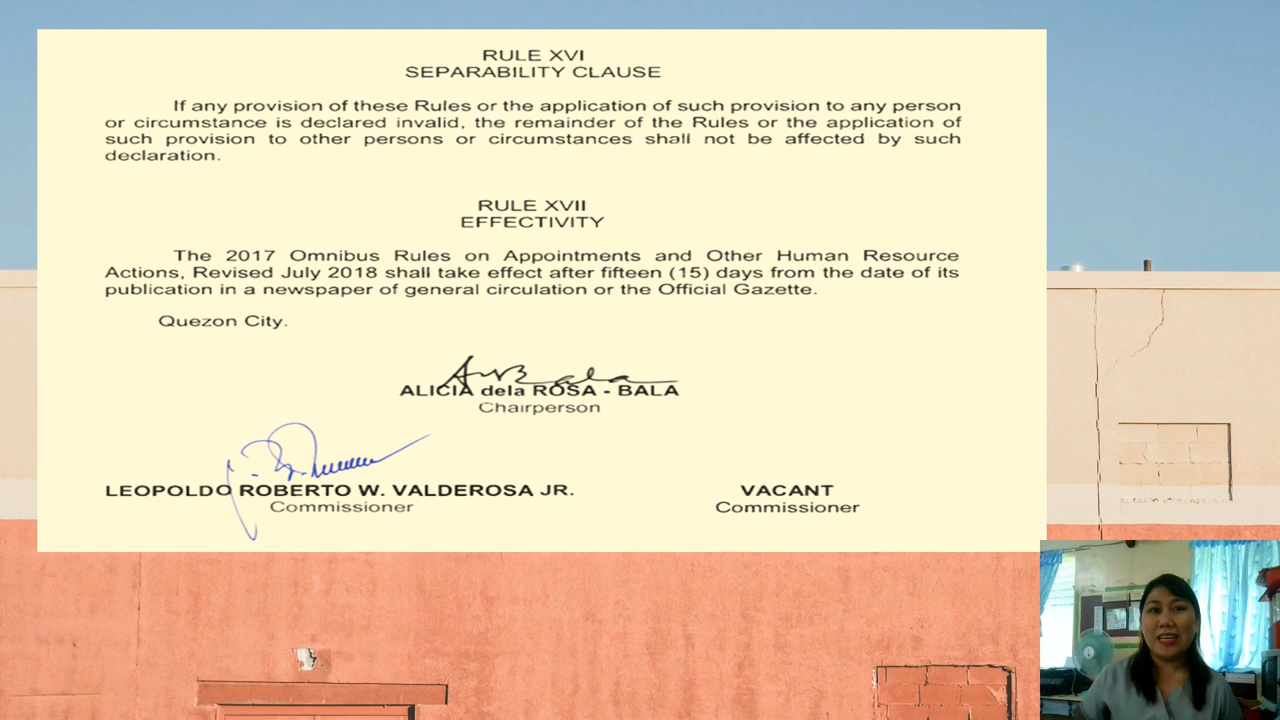 RULE XVI
SEPARABILITY CLAUSE
If any provision of these Rules or the application of such provision to any person
or circumstance is declared invalid, the remainder of the Rules or the application of
such provision to other persons or circumstances shall not be affected by such
declaration.
RULE XVII
EFFECTIVITY
The 2017 Omnibus Rules on Appointments and Other Human Resource
Actions, Revised July 2018 shall take effect after fifteen (15) days from the date of its
publication in a newspaper of general circulation or the Official Gazette.
Quezon City.
ALICIA dela ROSA - BALA
Chairperson
LEOPOLDO ROBERTO W. VALDEROSA JR.
Commissioner
VACANT
Commissioner